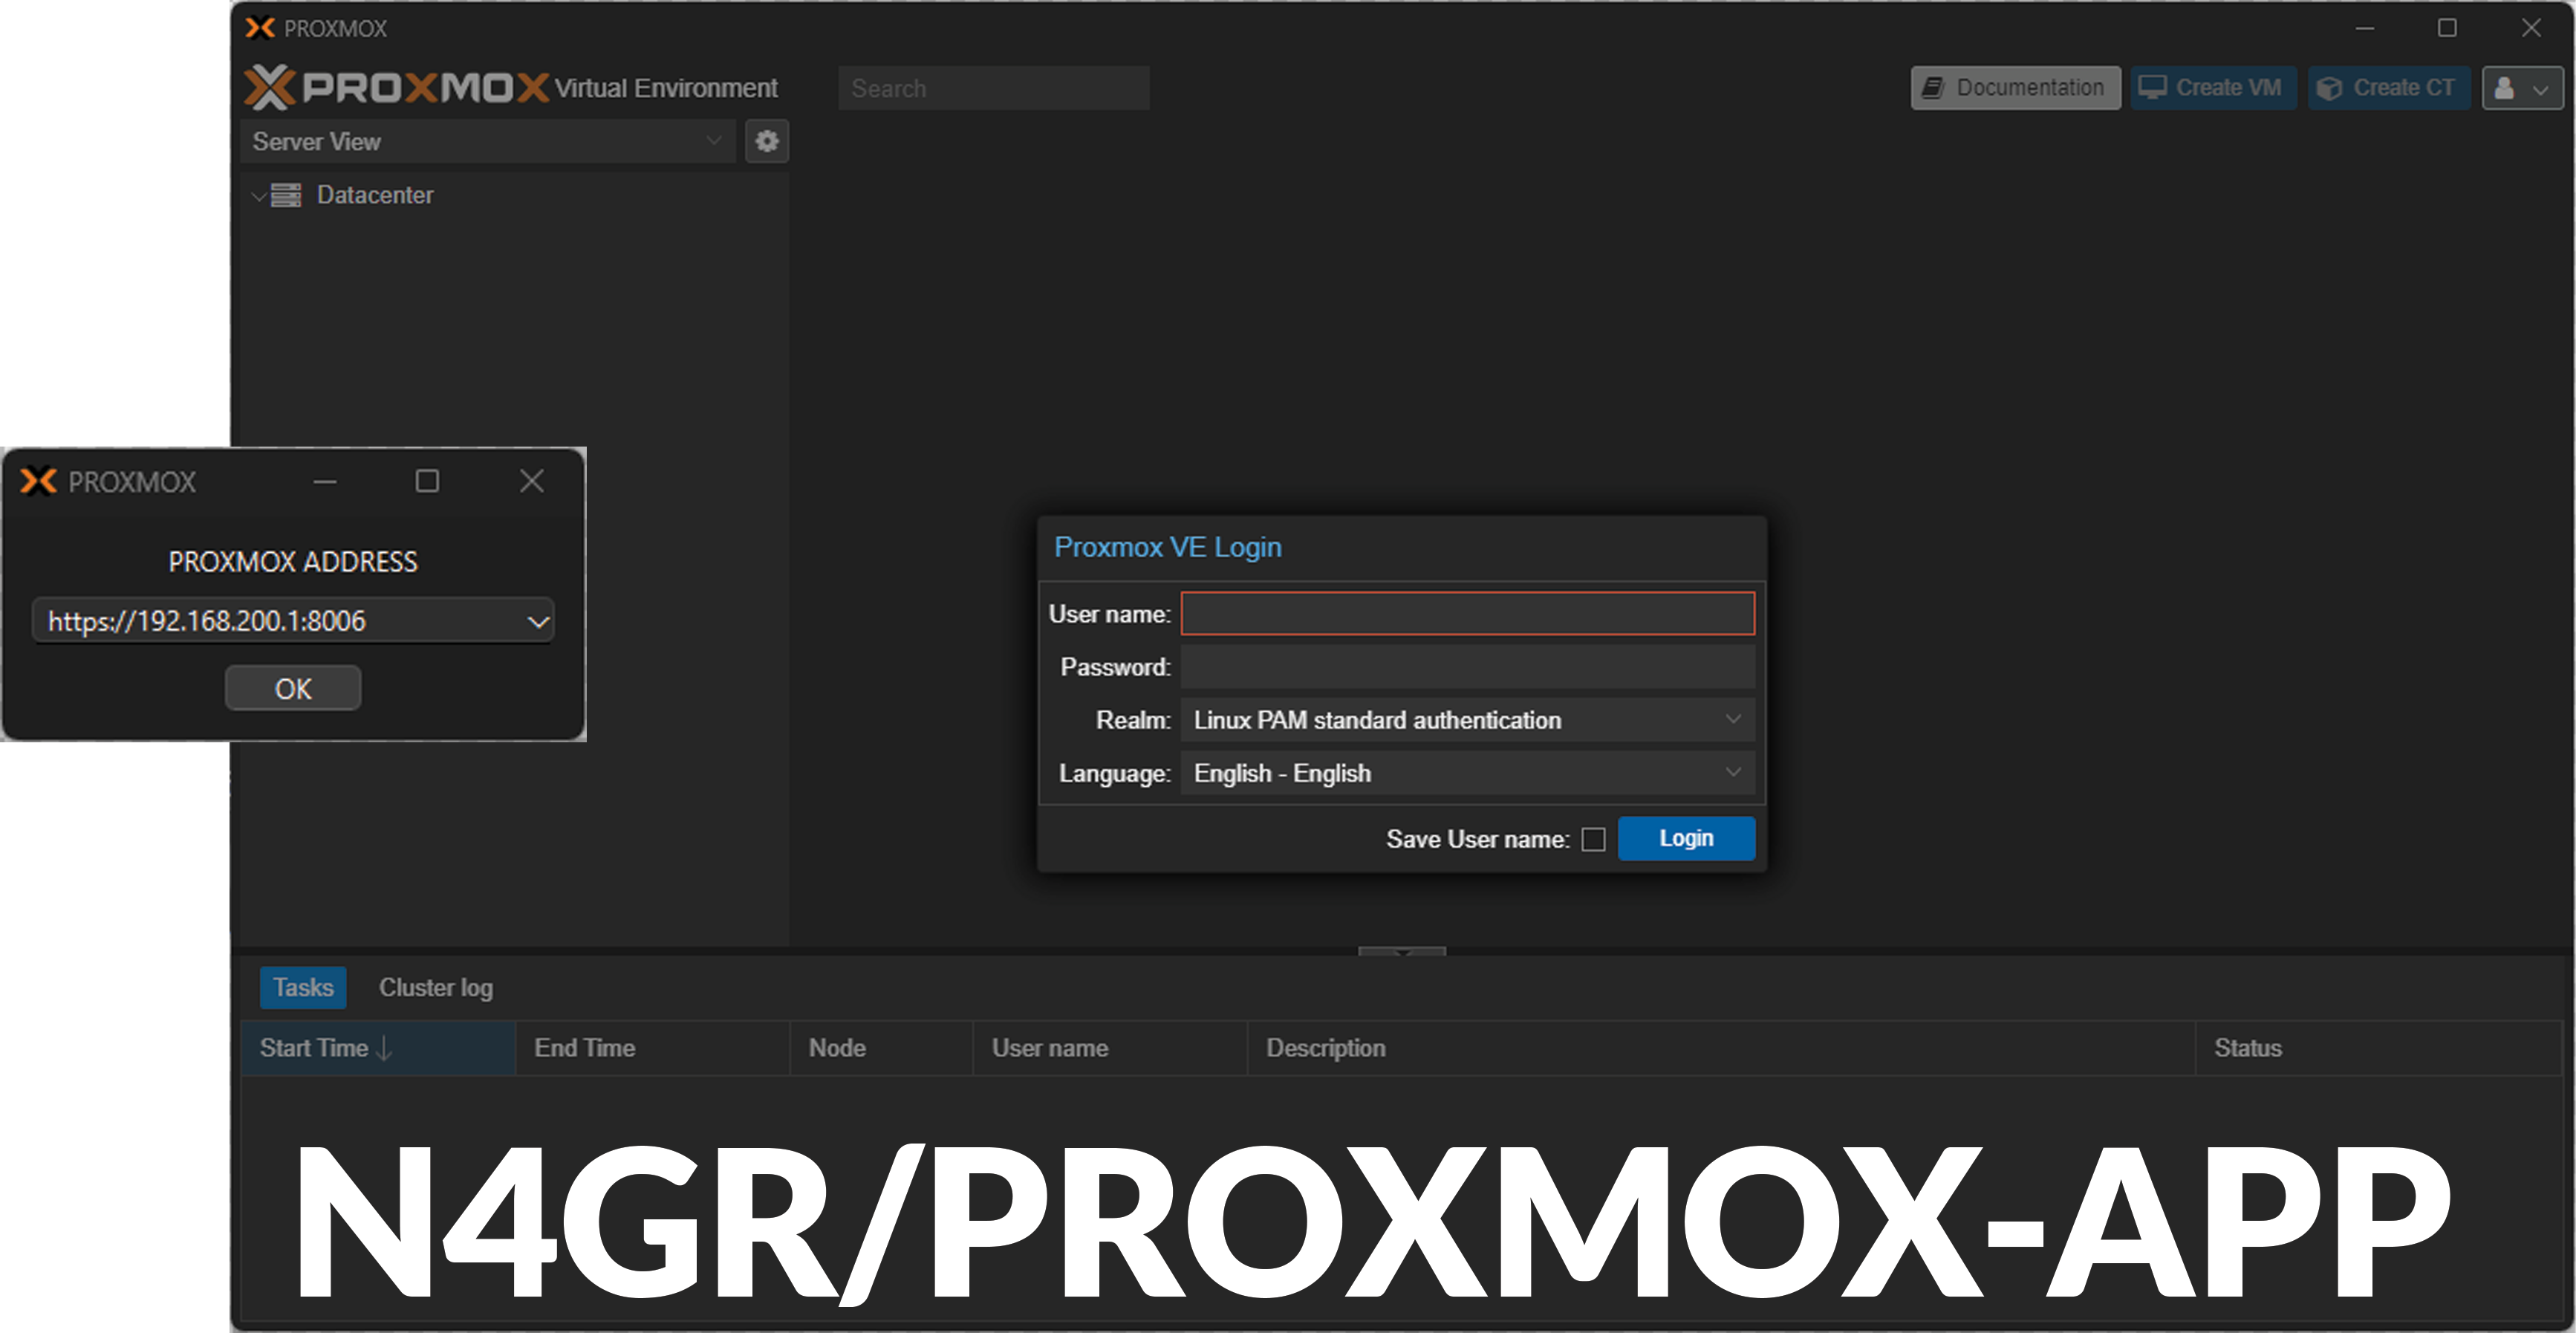 PROXMOX
PROXMOX Virtual Environment
Search
Documentation
Create VM
Create CT
Server View
Datacenter
PROXMOX
PROXMOX ADDRESS
https://192.168.200.1:8006
OK
Proxmox VE Login
User name:
Password:
Realm: Linux PAM standard authentication
Language: English - English
Save User name:
Login
Tasks Cluster log
Start Time End Time Node User name Description Status
N4GR/PROXMOX-APP